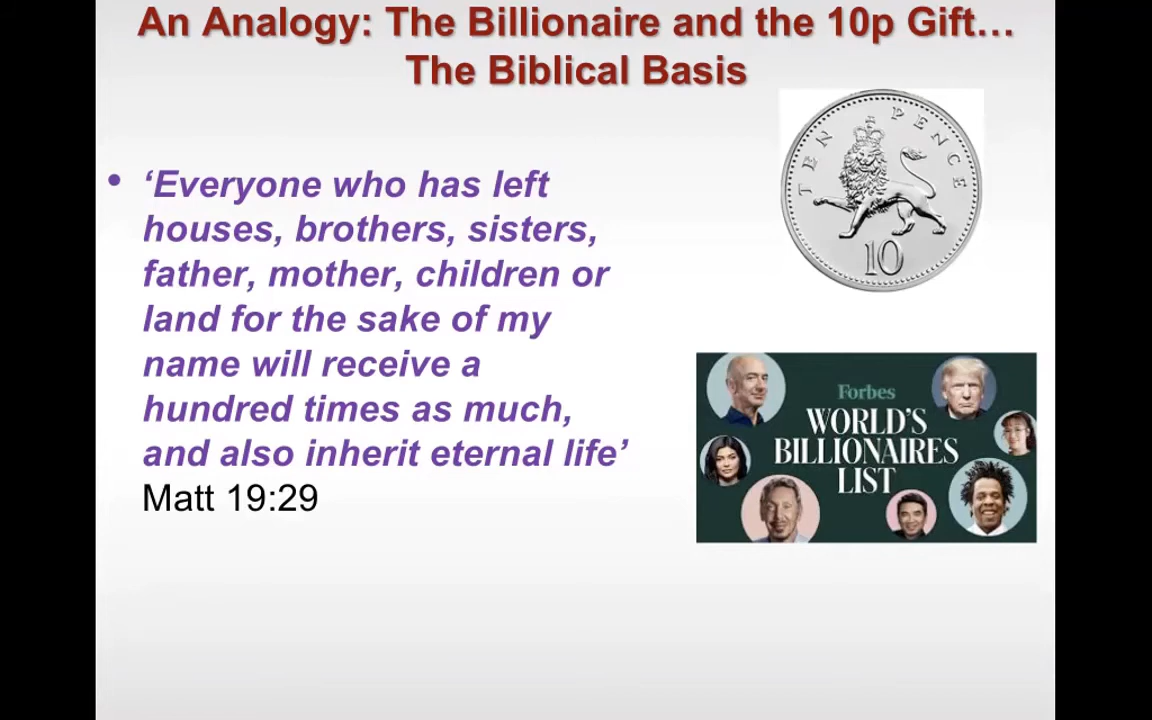 An Analogy: The Billionaire and the 10p Gift…
The Biblical Basis
TEN PENCE
10
• ‘Everyone who has left
houses, brothers, sisters,
father, mother, children or
land for the sake of my
name will receive a
hundred times as much,
and also inherit eternal life’
Matt 19:29
Forbes
WORLD'S
BILLIONAIRES
LIST